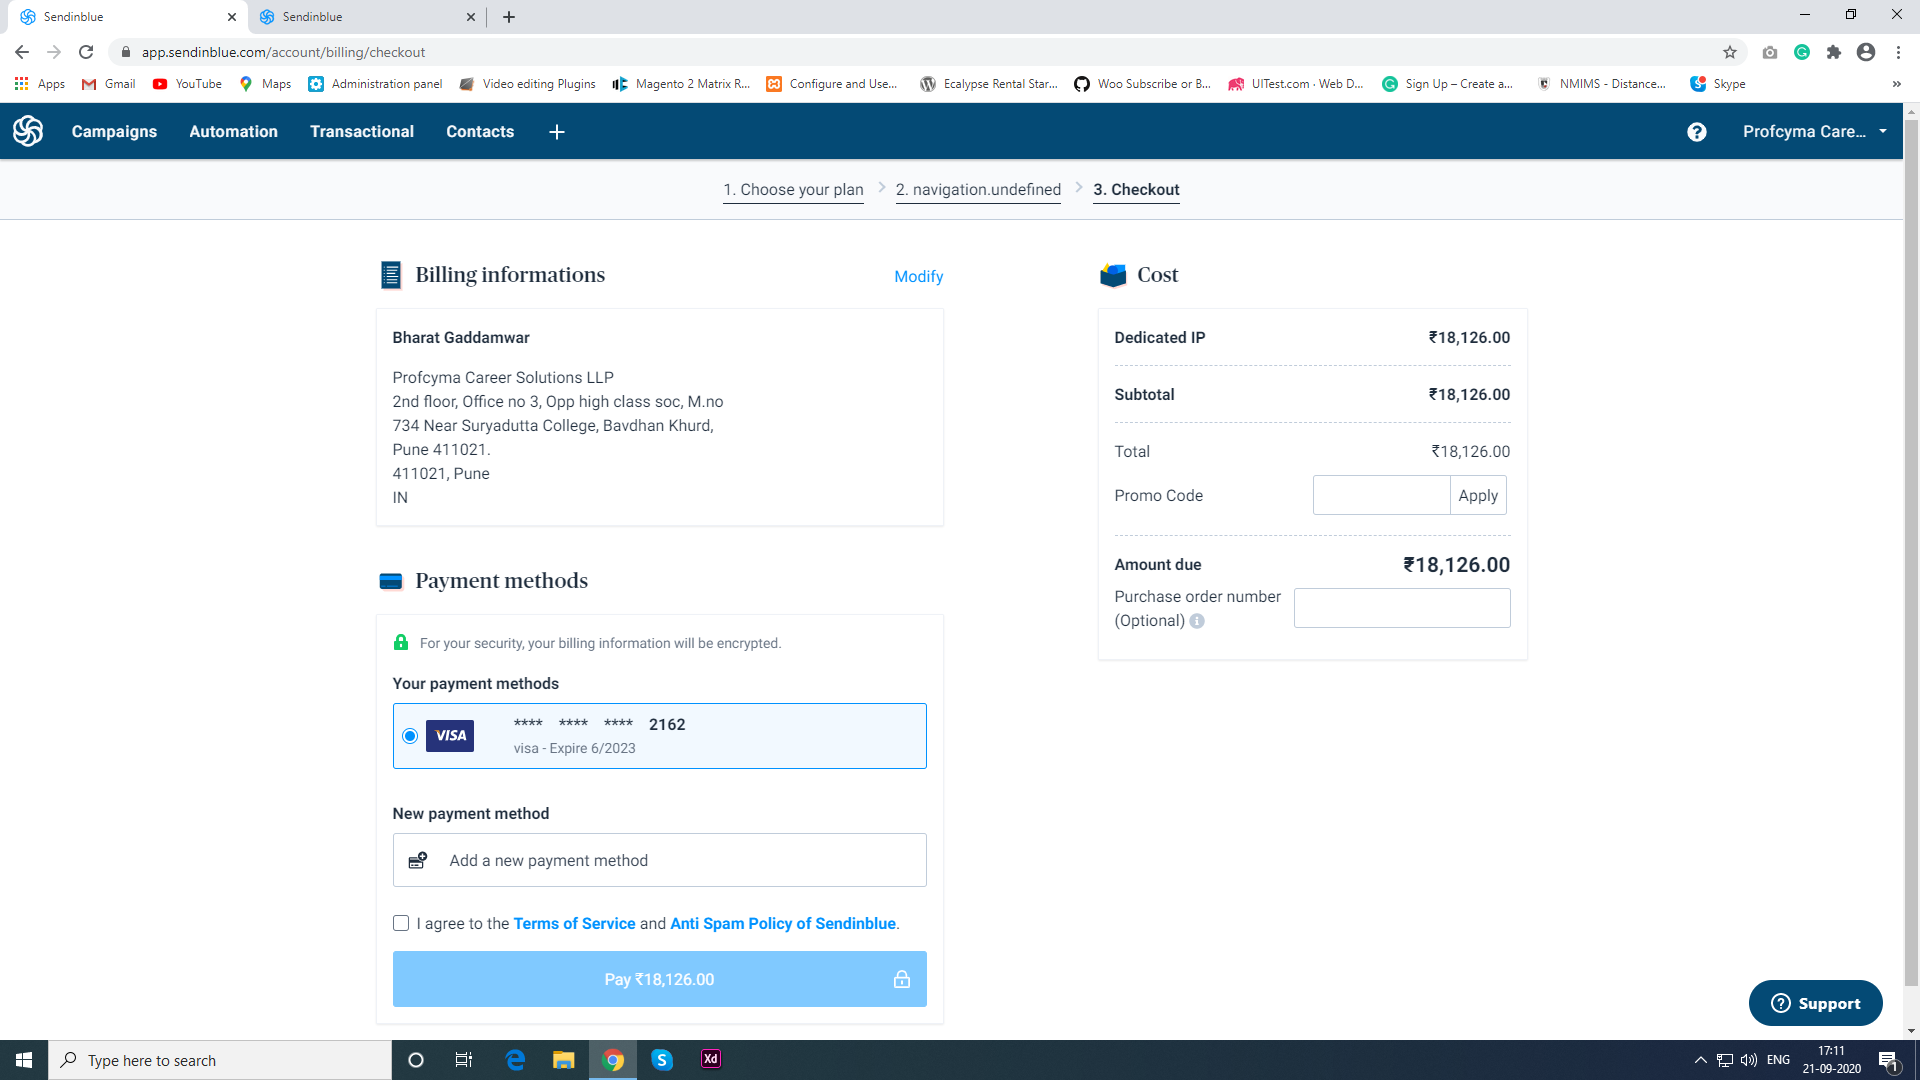 Sendinblue
Sendinblue
app.sendinblue.com/account/billing/checkout
Apps
Gmail
YouTube
Maps
Administration panel
Video editing Plugins
Magento 2 Matrix R...
Configure and Use...
Ecalypse Rental Star...
Woo Subscribe or B...
UITest.com · Web D...
Sign Up – Create a...
NMIMS - Distance...
Skype
»
Campaigns
Automation
Transactional
Contacts
Profcyma Care...
1. Choose your plan
2. navigation.undefined
3. Checkout
Billing informations
Modify
Bharat Gaddamwar
Profcyma Career Solutions LLP
2nd floor, Office no 3, Opp high class soc, M.no
734 Near Suryadutta College, Bavdhan Khurd,
Pune 411021.
411021, Pune
IN
Payment methods
For your security, your billing information will be encrypted.
Your payment methods
VISA
**** **** **** 2162
visa - Expire 6/2023
New payment method
Add a new payment method
I agree to the Terms of Service and Anti Spam Policy of Sendinblue.
Pay ₹18,126.00
Cost
Dedicated IP ₹18,126.00
Subtotal ₹18,126.00
Total ₹18,126.00
Promo Code
Apply
Amount due ₹18,126.00
Purchase order number
(Optional)
Support
Type here to search
Xd
ENG
17:11
21-09-2020
1